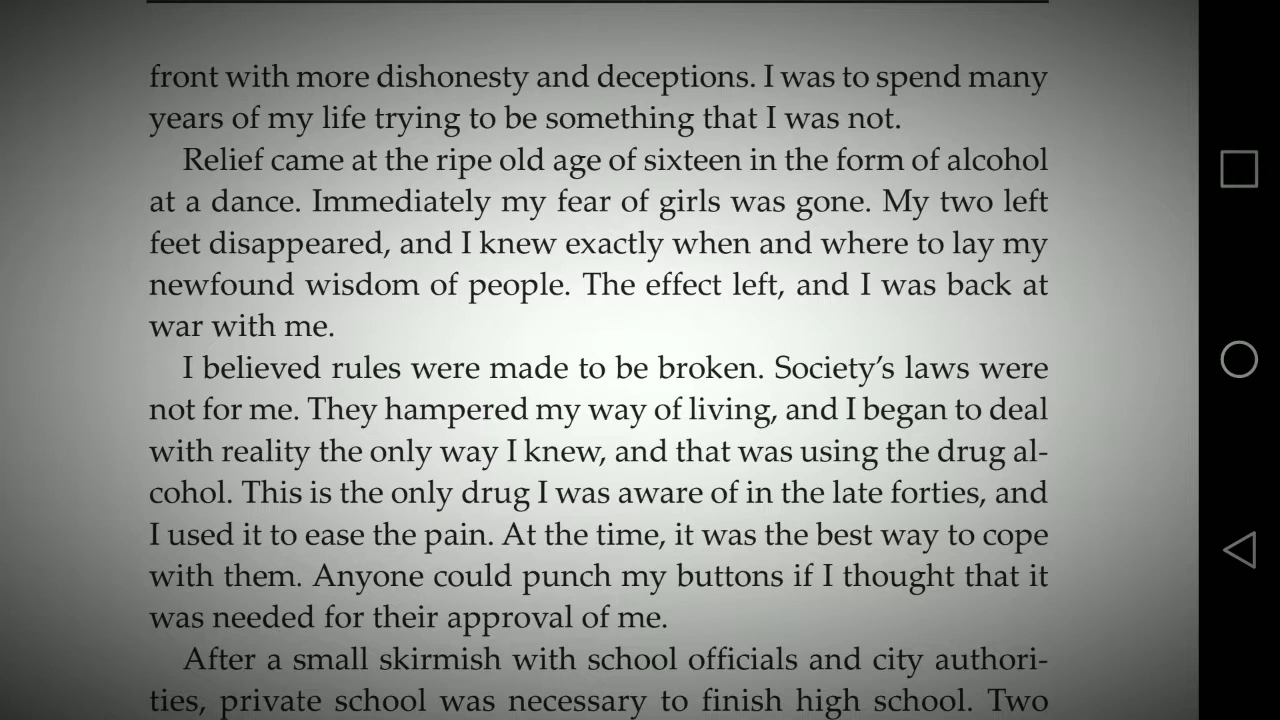 front with more dishonesty and deceptions. I was to spend many
years of my life trying to be something that I was not.
Relief came at the ripe old age of sixteen in the form of alcohol
at a dance. Immediately my fear of girls was gone. My two left
feet disappeared, and I knew exactly when and where to lay my
newfound wisdom of people. The effect left, and I was back at
war with me.
I believed rules were made to be broken. Society’s laws were
not for me. They hampered my way of living, and I began to deal
with reality the only way I knew, and that was using the drug al-
cohol. This is the only drug I was aware of in the late forties, and
I used it to ease the pain. At the time, it was the best way to cope
with them. Anyone could punch my buttons if I thought that it
was needed for their approval of me.
After a small skirmish with school officials and city authori-
ties, private school was necessary to finish high school. Two